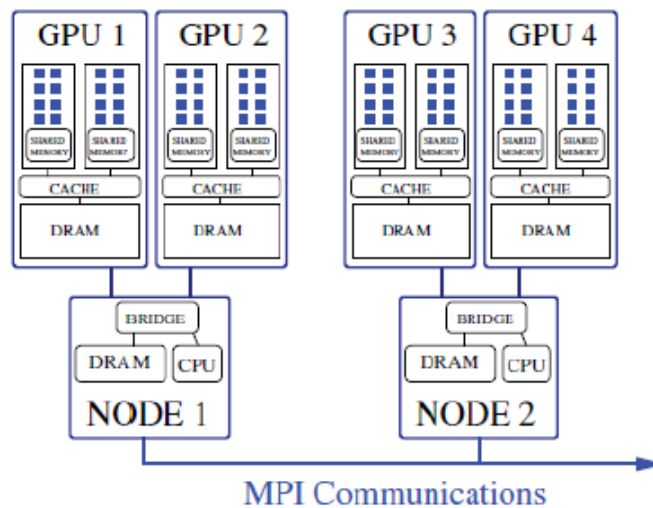 GPU 1
GPU 2
GPU 3
GPU 4
SHARED
MEMORY
SHARED
MEMORY
SHARED
MEMORY
SHARED
MEMORY
SHARED
MEMORY
SHARED
MEMORY
SHARED
MEMORY
SHARED
MEMORY
CACHE
CACHE
CACHE
CACHE
DRAM
DRAM
DRAM
DRAM
BRIDGE
DRAM
CPU
NODE 1
BRIDGE
DRAM
CPU
NODE 2
MPI Communications